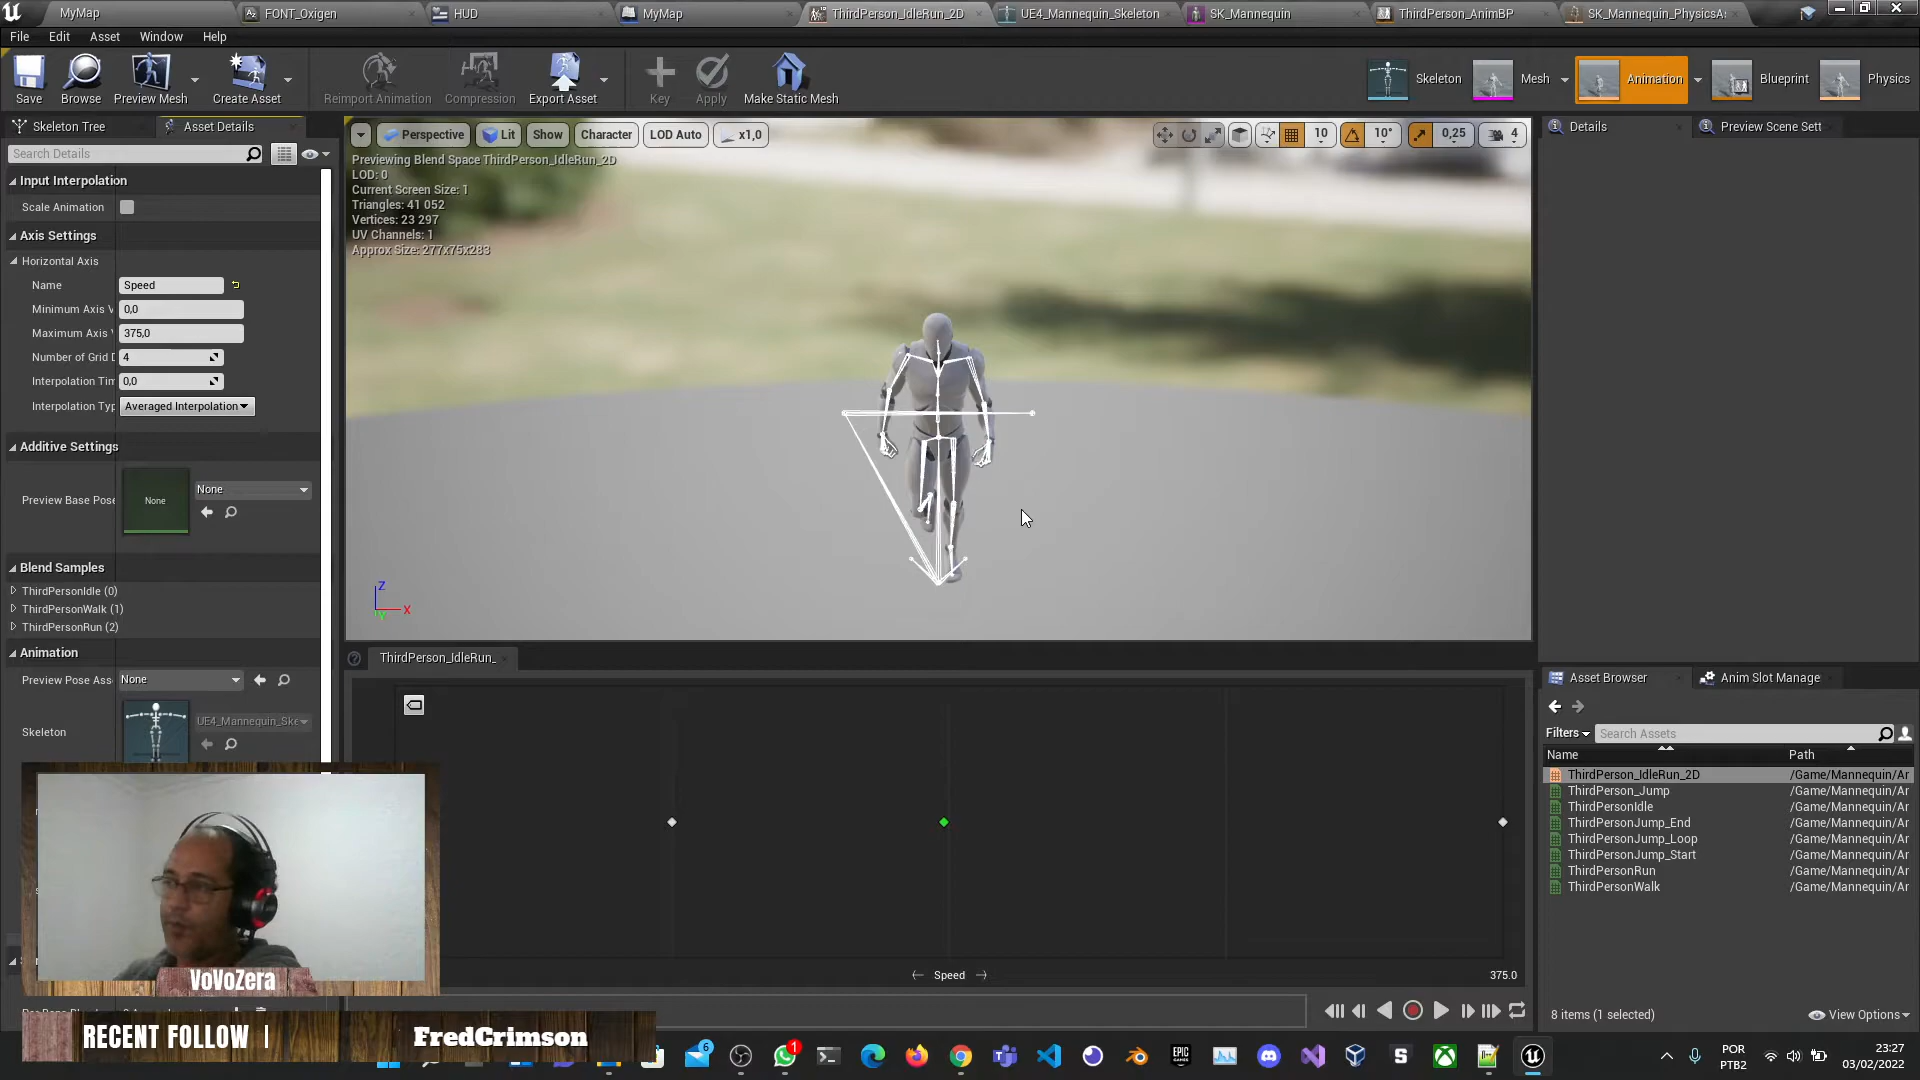 MyMap
FONT_Oxigen
HUD
MyMap
ThirdPerson_IdleRun_2D
UE4_Mannequin_Skeleton
SK_Mannequin
ThirdPerson_AnimBP
SK_Mannequin_PhysicsA
File Edit Asset Window Help
Save
Browse
Preview Mesh
Create Asset
Reimport Animation
Compression
Export Asset
Key
Apply
Make Static Mesh
Skeleton
Mesh
Animation
Blueprint
Physics
Skeleton Tree
Asset Details
Search Details
Input Interpolation
Scale Animation
Axis Settings
Horizontal Axis
Name Speed
Minimum Axis V 0,0
Maximum Axis 375,0
Number of Grid D 4
Interpolation Tim 0,0
Interpolation Typ Averaged Interpolation
Additive Settings
Preview Base Pose None None
Blend Samples
ThirdPersonIdle (0)
ThirdPersonWalk (1)
ThirdPersonRun (2)
Animation
Preview Pose Ass None
Skeleton UE4_Mannequin_Ske
Perspective Lit Show Character LOD Auto x1,0
10 10° 0,25 4
Previewing Blend Space ThirdPerson_IdleRun_2D
LOD: 0
Current Screen Size: 1
Triangles: 41 052
Vertices: 23 297
UV Channels: 1
Approx Size: 277x75x283
Z
X
Y
ThirdPerson_IdleRun_
Speed
375.0
Details
Preview Scene Sett
Asset Browser
Anim Slot Manage
Filters
Search Assets
Name Path
ThirdPerson_IdleRun_2D /Game/Mannequin/Ar
ThirdPerson_Jump /Game/Mannequin/Ar
ThirdPersonIdle /Game/Mannequin/Ar
ThirdPersonJump_End /Game/Mannequin/Ar
ThirdPersonJump_Loop /Game/Mannequin/Ar
ThirdPersonJump_Start /Game/Mannequin/Ar
ThirdPersonRun /Game/Mannequin/Ar
ThirdPersonWalk /Game/Mannequin/Ar
8 items (1 selected)
View Options
VoVoZera
RECENT FOLLOW |
FredCrimson
6
1
EPIC GAMES
S
POR
PTB2
23:27
03/02/2022